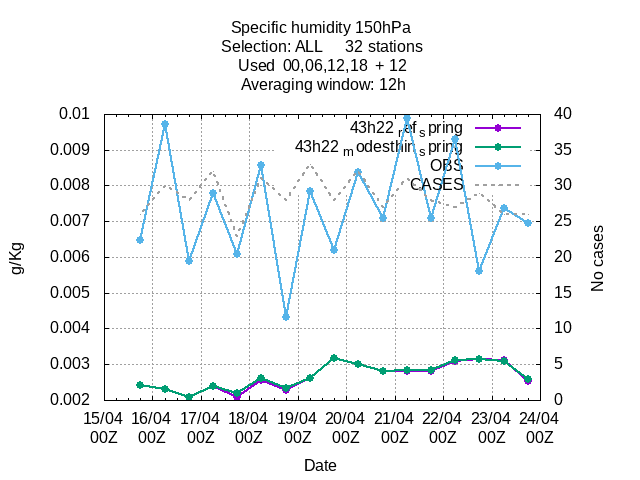 Specific humidity 150hPa
Selection: ALL 32 stations
Used 00,06,12,18 + 12
Averaging window: 12h
0.01
0.009
0.008
0.007
0.006
0.005
0.004
0.003
0.002
g/Kg
40
35
30
25
20
15
10
5
0
No cases
43h22 ref spring
43h22 modesthin spring
OBS
CASES
15/04 16/04 17/04 18/04 19/04 20/04 21/04 22/04 23/04 24/04
00Z 00Z 00Z 00Z 00Z 00Z 00Z 00Z 00Z 00Z
Date